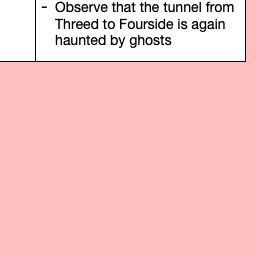 - Observe that the tunnel from
Threed to Fourside is again
haunted by ghosts